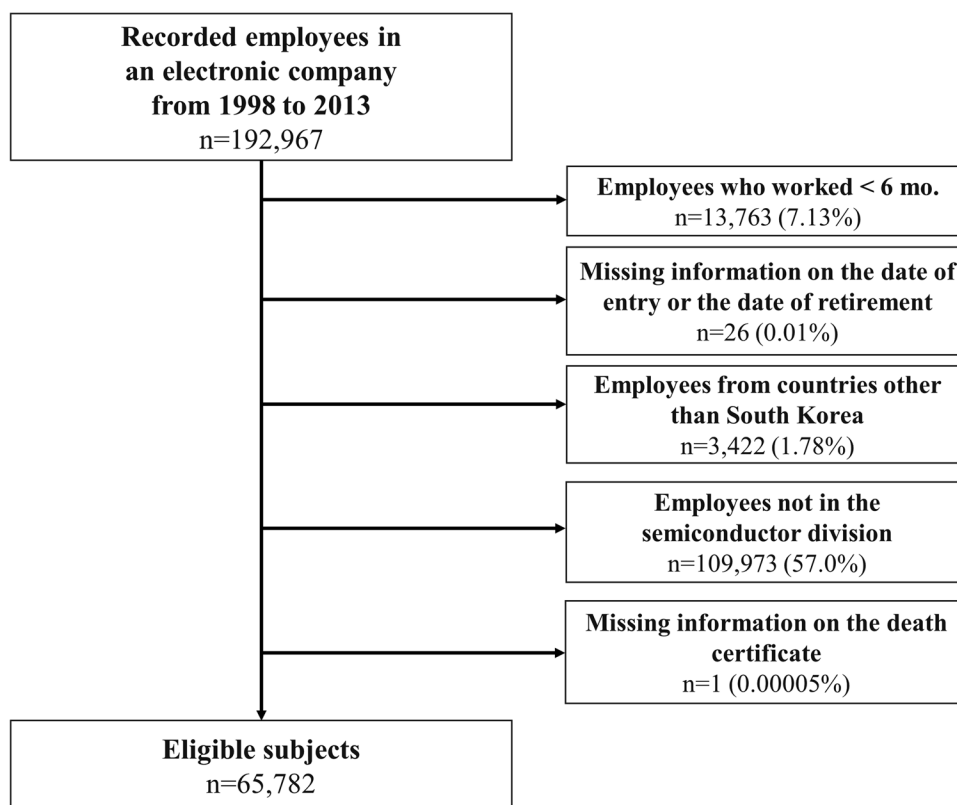 Recorded employees in
an electronic company
from 1998 to 2013
n=192,967
Employees who worked < 6 mo.
n=13,763 (7.13%)
Missing information on the date of
entry or the date of retirement
n=26 (0.01%)
Employees from countries other
than South Korea
n=3,422 (1.78%)
Employees not in the
semiconductor division
n=109,973 (57.0%)
Missing information on the death
certificate
n=1 (0.00005%)
Eligible subjects
n=65,782